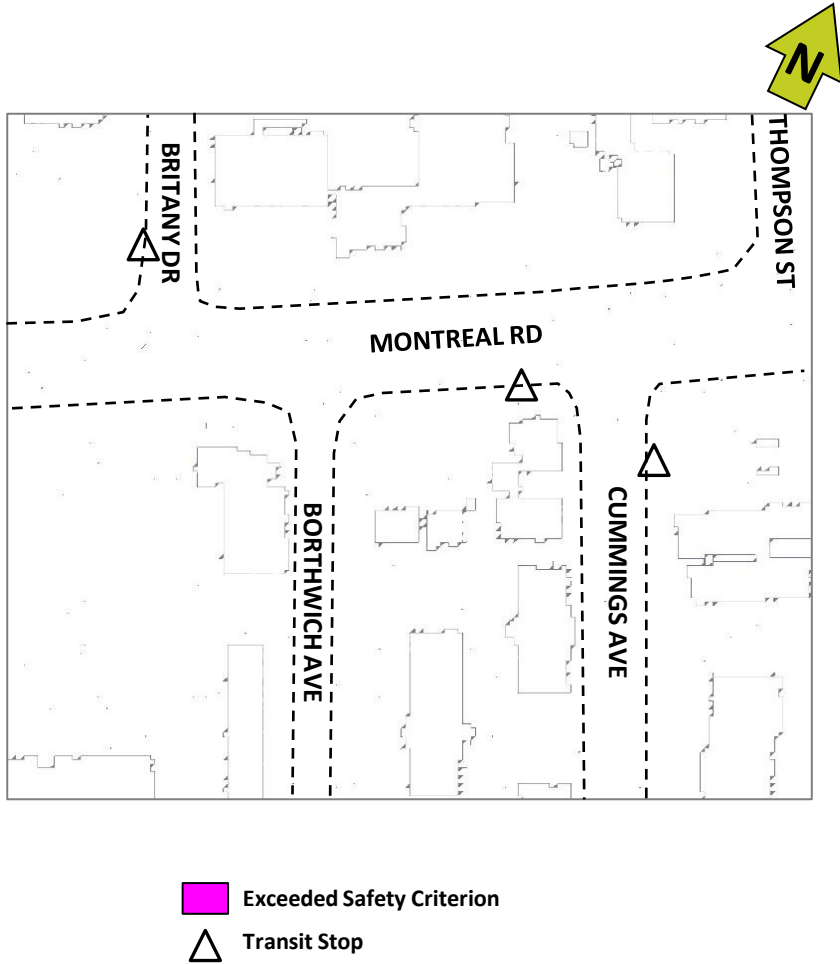 N
THOMPSON ST
BRITANY DR
MONTREAL RD
BORTHWICH AVE
CUMMINGS AVE
Exceeded Safety Criterion
Transit Stop